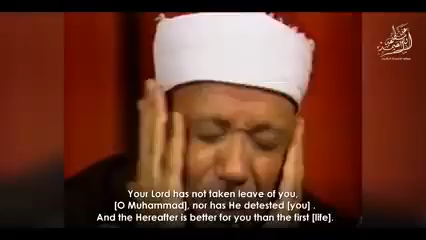 Your Lord has not taken leave of you,
[O Muhammad], nor has He detested [you] .
And the Hereafter is better for you than the first [life].